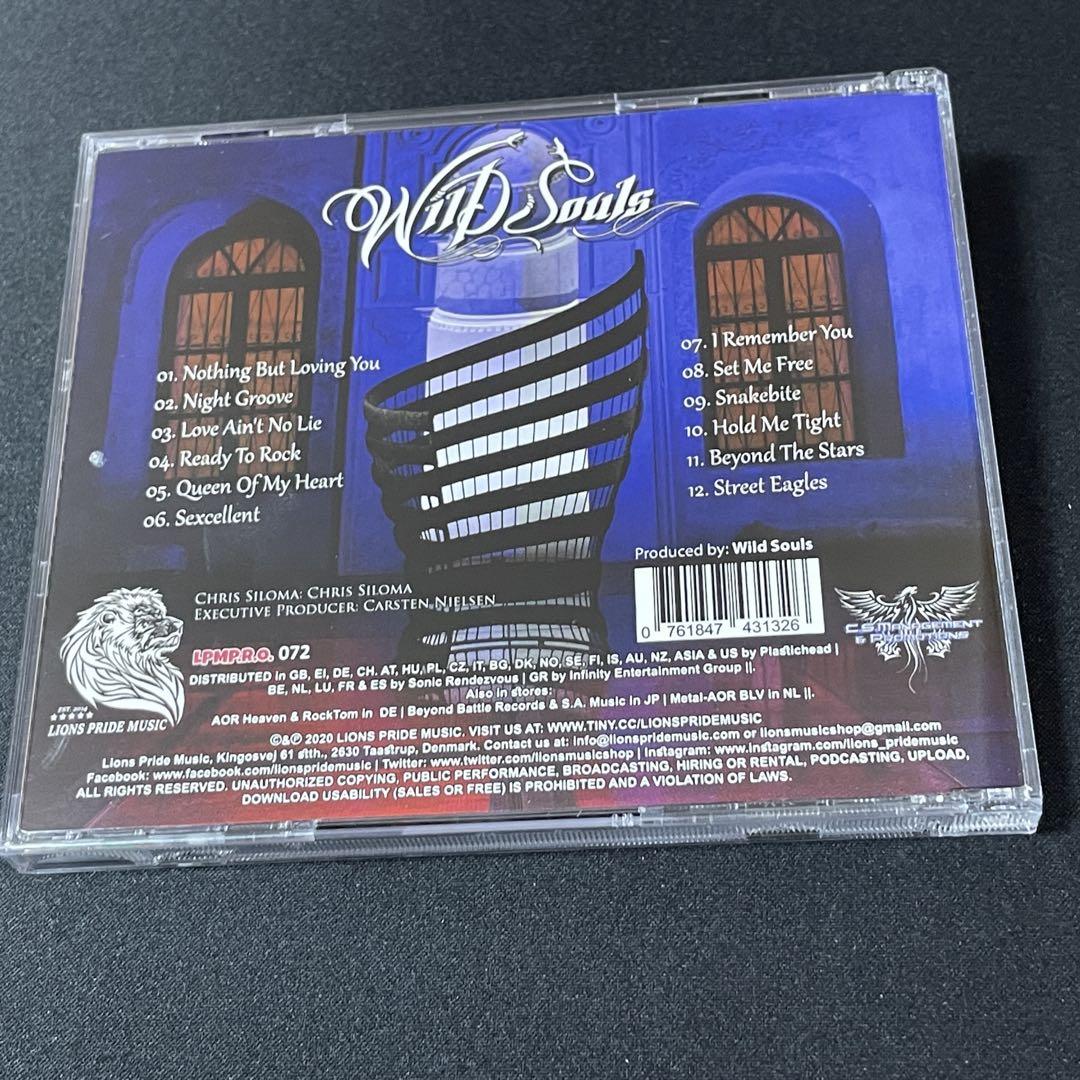 Wild Souls
01. Nothing But Loving You
02. Night Groove
03. Love Ain't No Lie
04. Ready To Rock
05. Queen Of My Heart
06. Sexcellent
07. I Remember You
08. Set Me Free
09. Snakebite
10. Hold Me Tight
11. Beyond The Stars
12. Street Eagles
Produced by: Wild Souls
CHRIS SILOMA: CHRIS SILOMA
EXECUTIVE PRODUCER: CARSTEN NIELSEN
0 761847 431326
C.S.MANAGEMENT
& PROMOTIONS
EST. 2014
LIONS PRIDE MUSIC
LPMP.R.O. 072
DISTRIBUTED in GB, EI, DE, CH, AT, HU, PL, CZ, IT, BG, DK, NO, SE, FI, IS, AU, NZ, ASIA & US by Plastichead |
BE, NL, LU, FR & ES by Sonic Rendezvous | GR by Infinity Entertainment Group ||.
Also in stores:
AOR Heaven & RockTom in DE | Beyond Battle Records & S.A. Music in JP | Metal-AOR BLV in NL ||.
©&℗ 2020 LIONS PRIDE MUSIC. VISIT US AT: WWW.TINY.CC/LIONSPRIDEMUSIC
Lions Pride Music, Kingosvej 61 stth., 2630 Taastrup, Denmark. Contact us at: info@lionspridemusic.com or lionsmusicshop@gmail.com
Facebook: www.facebook.com/lionspridemusic | Twitter: www.twitter.com/lionsmusicshop | Instagram: www.instagram.com/lions_pridemusic
ALL RIGHTS RESERVED. UNAUTHORIZED COPYING, PUBLIC PERFORMANCE, BROADCASTING, HIRING OR RENTAL, PODCASTING, UPLOAD,
DOWNLOAD USABILITY (SALES OR FREE) IS PROHIBITED AND A VIOLATION OF LAWS.